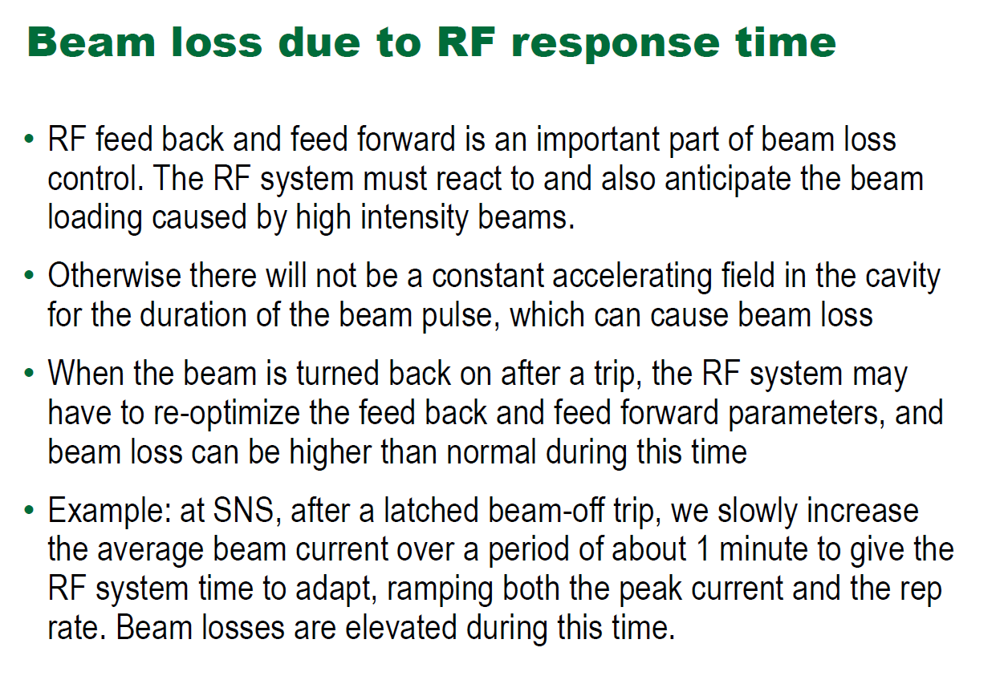 Beam loss due to RF response time
• RF feed back and feed forward is an important part of beam loss
control. The RF system must react to and also anticipate the beam
loading caused by high intensity beams.
• Otherwise there will not be a constant accelerating field in the cavity
for the duration of the beam pulse, which can cause beam loss
• When the beam is turned back on after a trip, the RF system may
have to re-optimize the feed back and feed forward parameters, and
beam loss can be higher than normal during this time
• Example: at SNS, after a latched beam-off trip, we slowly increase
the average beam current over a period of about 1 minute to give the
RF system time to adapt, ramping both the peak current and the rep
rate. Beam losses are elevated during this time.